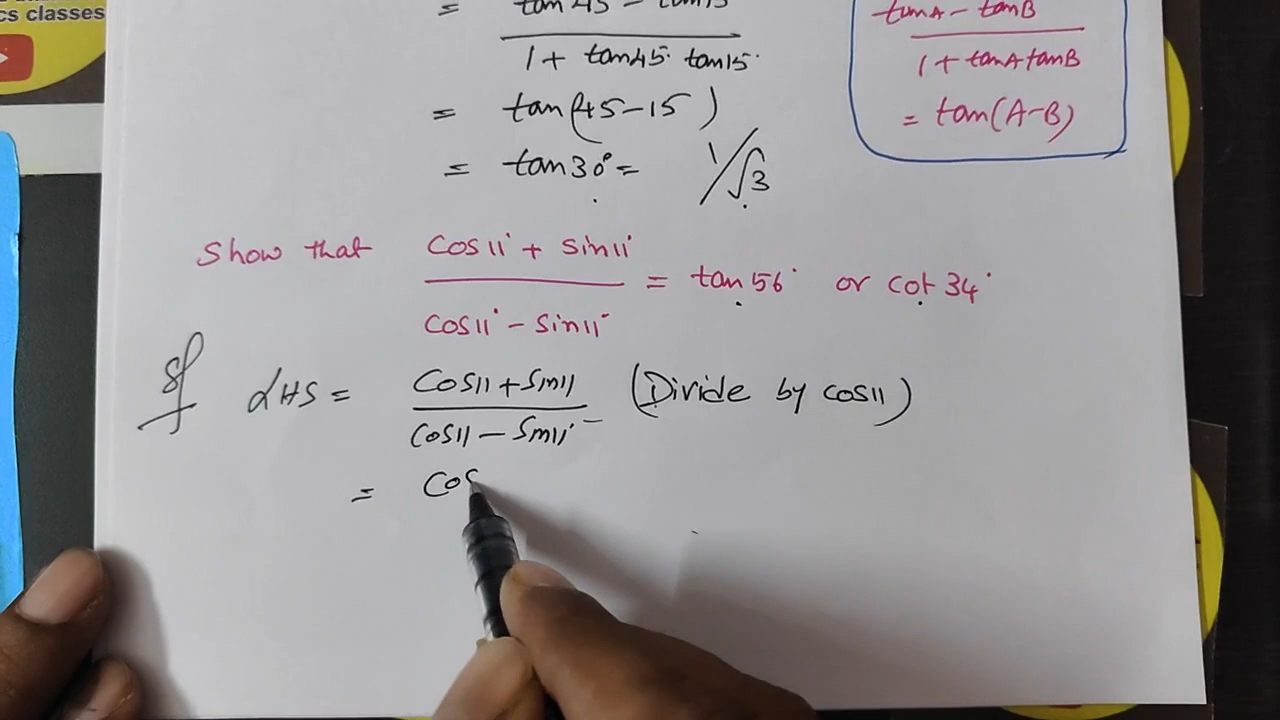 cs classes
= tan45 - tan15
1 + tan45 tan15
= tan(45-15)
= tan30° = 1/√3
tanA - tanB
1 + tanA tanB
= tan(A-B)
Show that cos11° + sin11° = tan56° or cot34°
cos11° - sin11°
LHS = cos11 + sin11 (Divide by cos11)
cos11 - sin11°
= cos